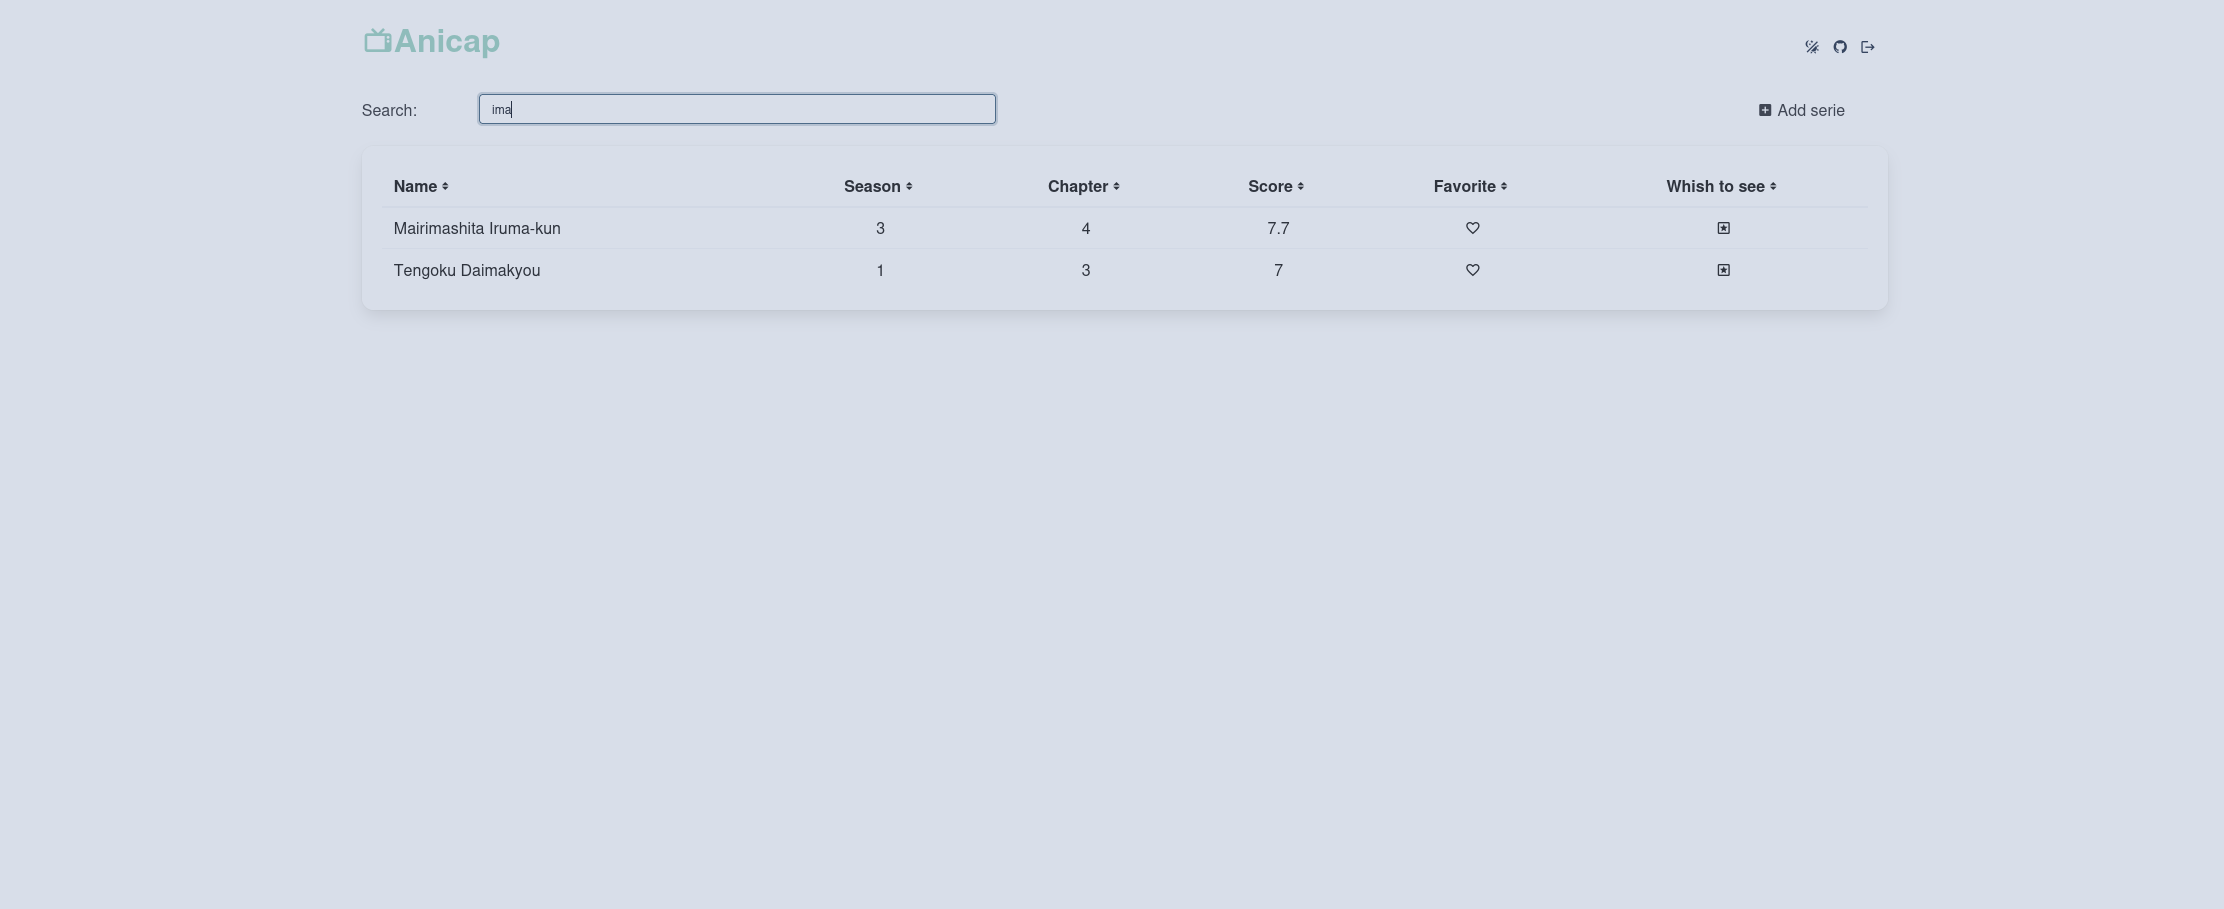 Anicap
Search: ima Add serie
Name Season Chapter Score Favorite Whish to see
Mairimashita Iruma-kun 3 4 7.7
Tengoku Daimakyou 1 3 7